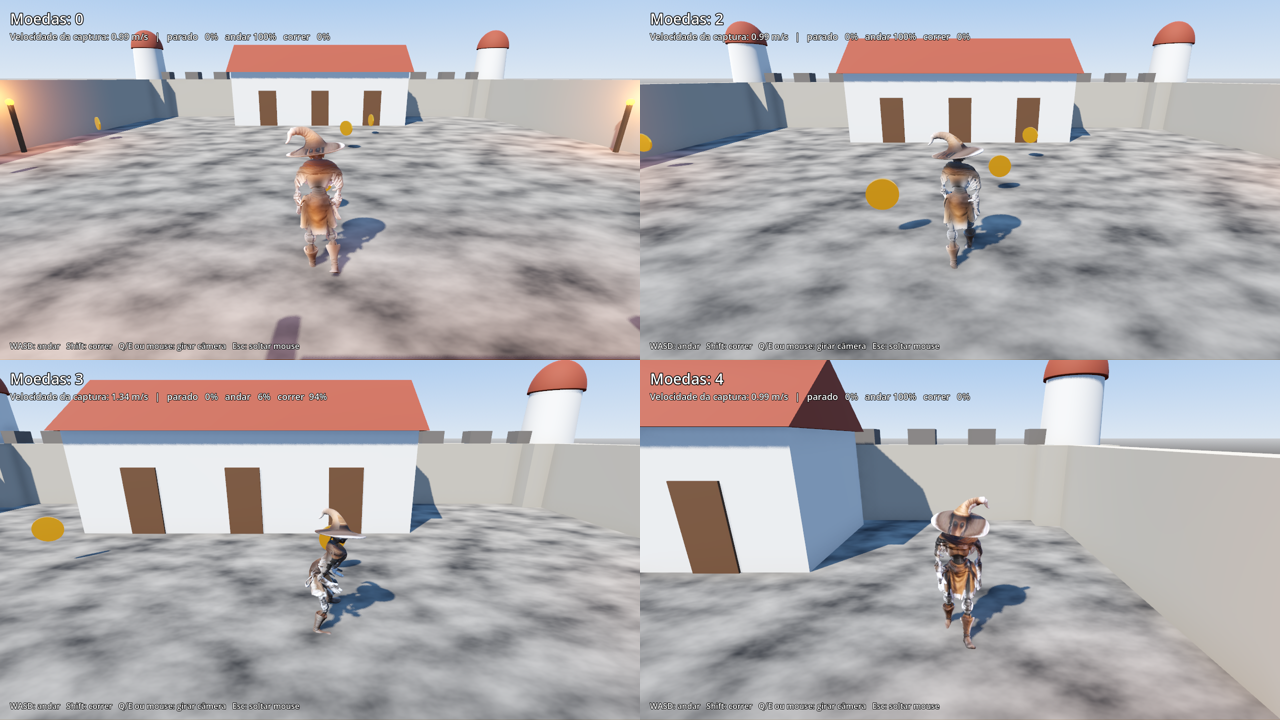 Moedas: 0
Velocidade da captura: 0.99 m/s | parado 0% andar 100% correr 0%
WASD: andar Shift: correr Q/E ou mouse: girar câmera Esc: soltar mouse
Moedas: 2
Velocidade da captura: 0.99 m/s | parado 0% andar 100% correr 0%
WASD: andar Shift: correr Q/E ou mouse: girar câmera Esc: soltar mouse
Moedas: 3
Velocidade da captura: 1.34 m/s | parado 0% andar 6% correr 94%
WASD: andar Shift: correr Q/E ou mouse: girar câmera Esc: soltar mouse
Moedas: 4
Velocidade da captura: 0.99 m/s | parado 0% andar 100% correr 0%
WASD: andar Shift: correr Q/E ou mouse: girar câmera Esc: soltar mouse